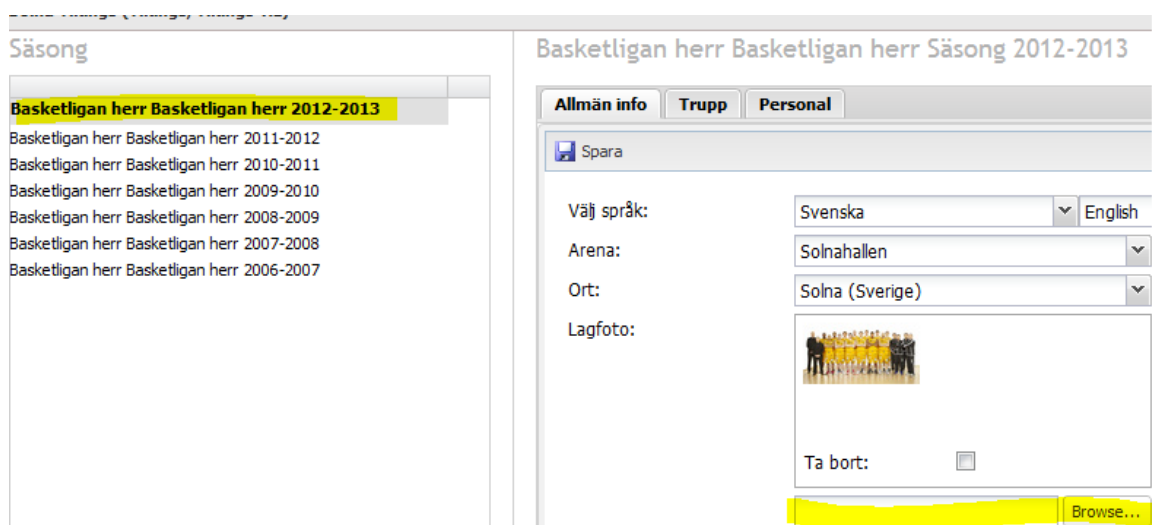 Säsong
Basketligan herr Basketligan herr 2012-2013
Basketligan herr Basketligan herr 2011-2012
Basketligan herr Basketligan herr 2010-2011
Basketligan herr Basketligan herr 2009-2010
Basketligan herr Basketligan herr 2008-2009
Basketligan herr Basketligan herr 2007-2008
Basketligan herr Basketligan herr 2006-2007
Basketligan herr Basketligan herr Säsong 2012-2013
Allmän info Trupp Personal
Spara
Välj språk: Svenska English
Arena: Solnahallen
Ort: Solna (Sverige)
Lagfoto:
Ta bort:
Browse...